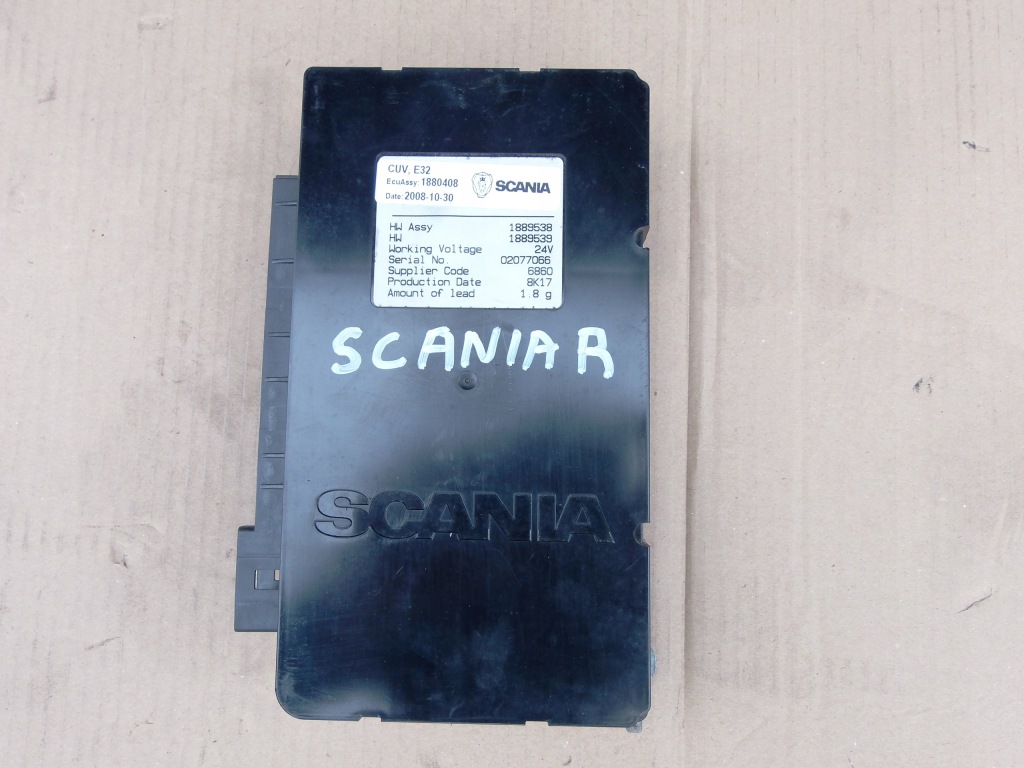 CUV, E32
EcuAssy: 1880408
SCANIA
Date: 2008-10-30
HW Assy 1889538
HW 1889539
Working Voltage 24V
Serial No. 02077066
Supplier Code 6860
Production Date 8K17
Amount of lead 1.8 g
SCANIA R
SCANIA